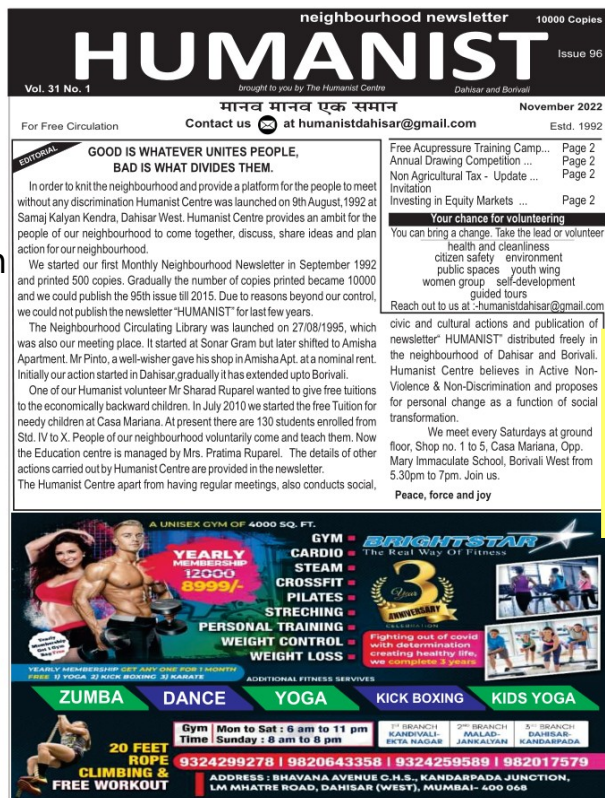 neighbourhood newsletter
10000 Copies
HUMANIST
Issue 96
Vol. 31 No. 1
brought to you by The Humanist Centre
Dahisar and Borivali
मानव मानव एक समान
November 2022
For Free Circulation
Contact us at humanistdahisar@gmail.com
Estd. 1992
EDITORIAL
GOOD IS WHATEVER UNITES PEOPLE,
BAD IS WHAT DIVIDES THEM.
In order to knit the neighbourhood and provide a platform for the people to meet
without any discrimination Humanist Centre was launched on 9th August,1992 at
Samaj Kalyan Kendra, Dahisar West. Humanist Centre provides an ambit for the
people of our neighbourhood to come together, discuss, share ideas and plan
action for our neighbourhood.
We started our first Monthly Neighbourhood Newsletter in September 1992
and printed 500 copies. Gradually the number of copies printed became 10000
and we could publish the 95th issue till 2015. Due to reasons beyond our control,
we could not publish the newsletter “HUMANIST” for last few years.
The Neighbourhood Circulating Library was launched on 27/08/1995, which
was also our meeting place. It started at Sonar Gram but later shifted to Amisha
Apartment. Mr Pinto, a well-wisher gave his shop in Amisha Apt. at a nominal rent.
Initially our action started in Dahisar,gradually it has extended upto Borivali.
One of our Humanist volunteer Mr Sharad Ruparel wanted to give free tuitions
to the economically backward children. In July 2010 we started the free Tuition for
needy children at Casa Mariana. At present there are 130 students enrolled from
Std. IV to X. People of our neighbourhood voluntarily come and teach them. Now
the Education centre is managed by Mrs. Pratima Ruparel. The details of other
actions carried out by Humanist Centre are provided in the newsletter.
The Humanist Centre apart from having regular meetings, also conducts social,
Free Acupressure Training Camp... Page 2
Annual Drawing Competition ... Page 2
Non Agricultural Tax - Update ... Page 2
Invitation
Investing in Equity Markets ... Page 2
Your chance for volunteering
You can bring a change. Take the lead or volunteer
health and cleanliness
citizen safety environment
public spaces youth wing
women group self-development
guided tours
Reach out to us at :-humanistdahisar@gmail.com
civic and cultural actions and publication of
newsletter“ HUMANIST” distributed freely in
the neighbourhood of Dahisar and Borivali.
Humanist Centre believes in Active Non-
Violence & Non-Discrimination and proposes
for personal change as a function of social
transformation.
We meet every Saturdays at ground
floor, Shop no. 1 to 5, Casa Mariana, Opp.
Mary Immaculate School, Borivali West from
5.30pm to 7pm. Join us.
Peace, force and joy
A UNISEX GYM OF 4000 SQ. FT.
YEARLY
MEMBERSHIP
12000
8999/-
Yearly
Membership
Get 1 Gym
Bag Free
GYM
CARDIO
STEAM
CROSSFIT
PILATES
STRECHING
PERSONAL TRAINING
WEIGHT CONTROL
WEIGHT LOSS
BRIGHTSTAR
The Real Way Of Fitness
3
Year
ANNIVERSARY
CELEBRATION
Fighting out of covid
with determination
creating healthy life,
we complete 3 years
YEARLY MEMBERSHIP GET ANY ONE FOR 1 MONTH
FREE 1) YOGA 2) KICK BOXING 3) KARATE
ADDITIONAL FITNESS SERVIVES
ZUMBA
DANCE
YOGA
KICK BOXING
KIDS YOGA
20 FEET
ROPE
CLIMBING &
FREE WORKOUT
Gym Time
Mon to Sat : 6 am to 11 pm
Sunday : 8 am to 8 pm
1ST BRANCH
KANDIVALI-
EKTA NAGAR
2ND BRANCH
MALAD-
JANKALYAN
3RD BRANCH
DAHISAR-
KANDARPADA
9324299278 | 9820643358 | 9324259589 | 982017579
ADDRESS : BHAVANA AVENUE C.H.S., KANDARPADA JUNCTION,
LM MHATRE ROAD, DAHISAR (WEST), MUMBAI- 400 068